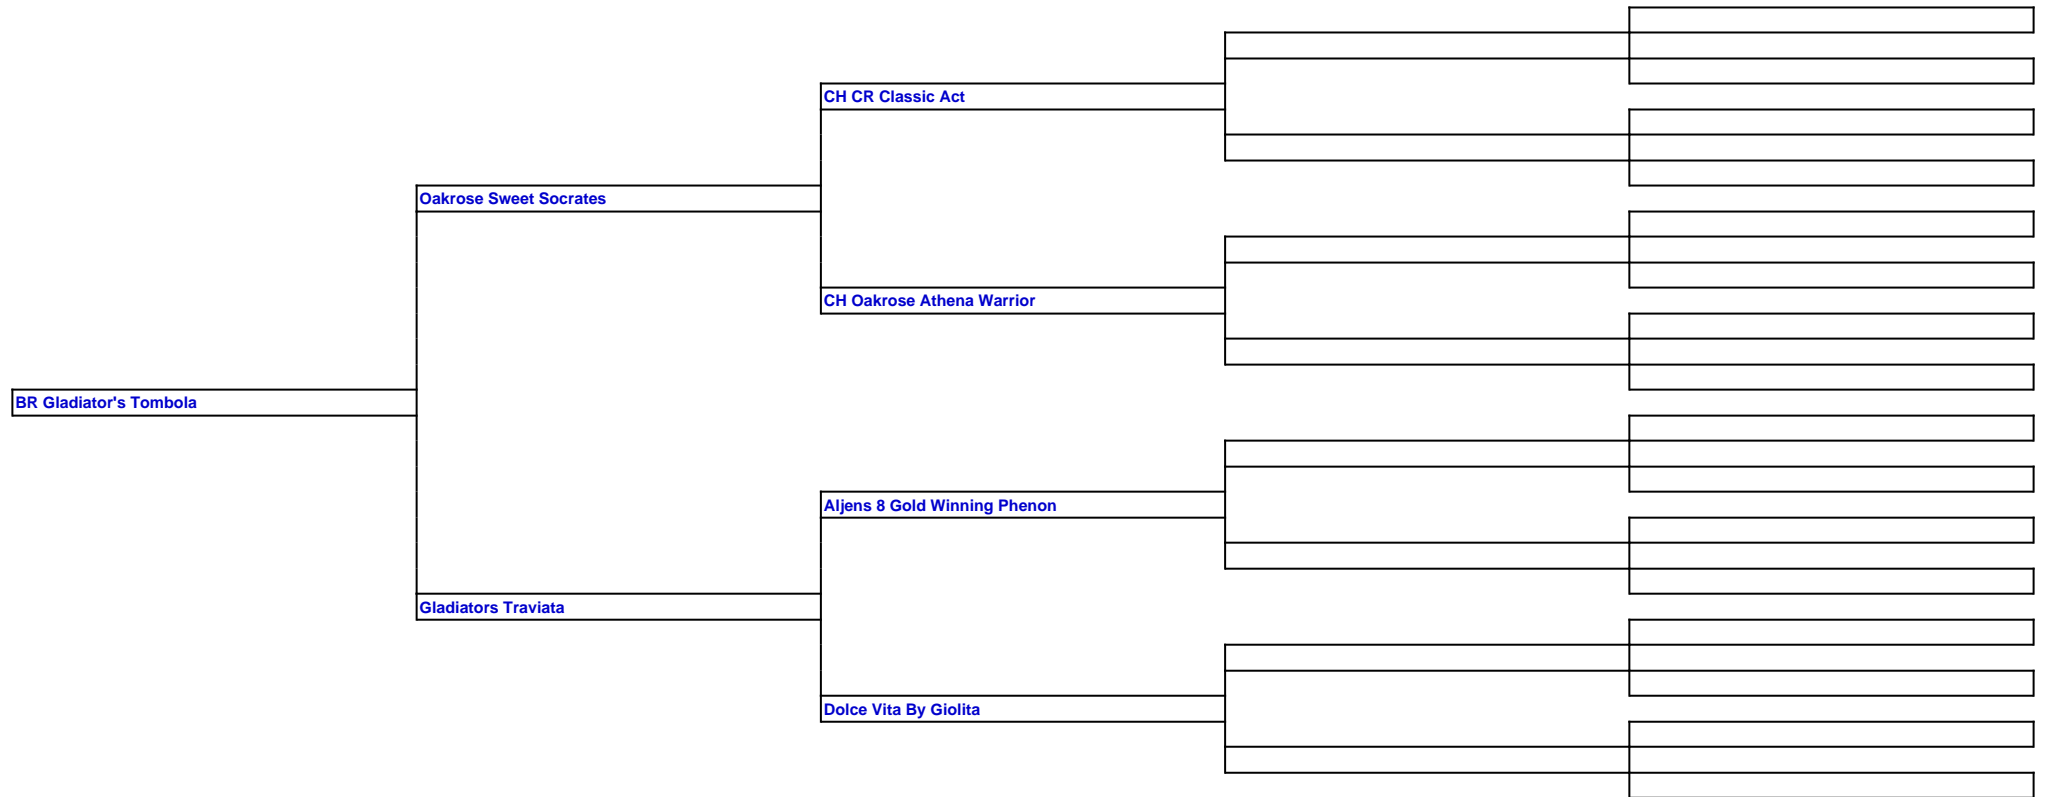 CH CR Classic Act
Oakrose Sweet Socrates
CH Oakrose Athena Warrior
BR Gladiator's Tombola
Aljens 8 Gold Winning Phenon
Gladiators Traviata
Dolce Vita By Giolita